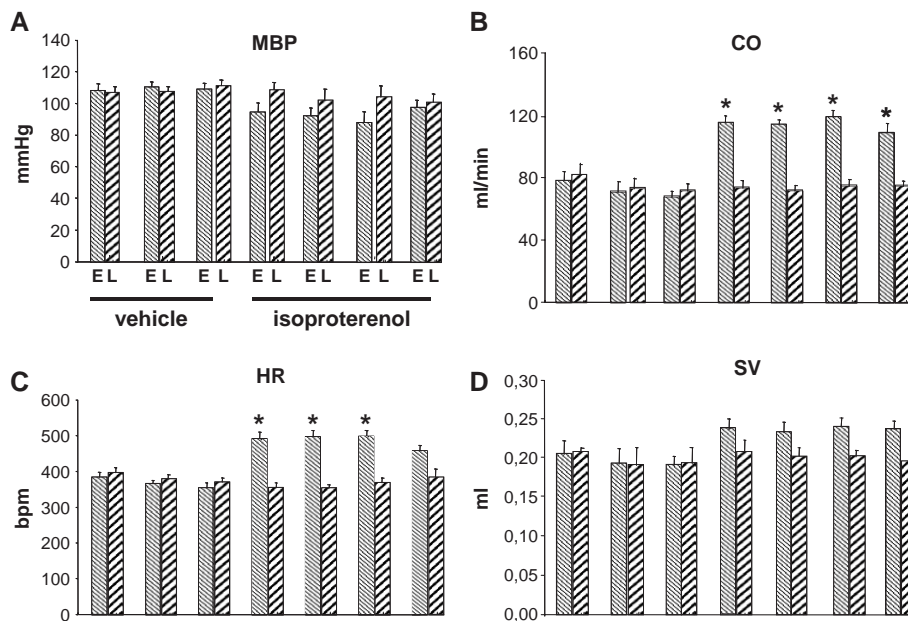 A
MBP
mmHg
140
120
100
80
60
40
20
0
E L E L E L E L E L E L E L
vehicle isoproterenol
B
CO
ml/min
160
120
80
40
0
* * * *
C
HR
bpm
600
500
400
300
200
100
0
* * *
D
SV
ml
0,30
0,25
0,20
0,15
0,10
0,05
0,00